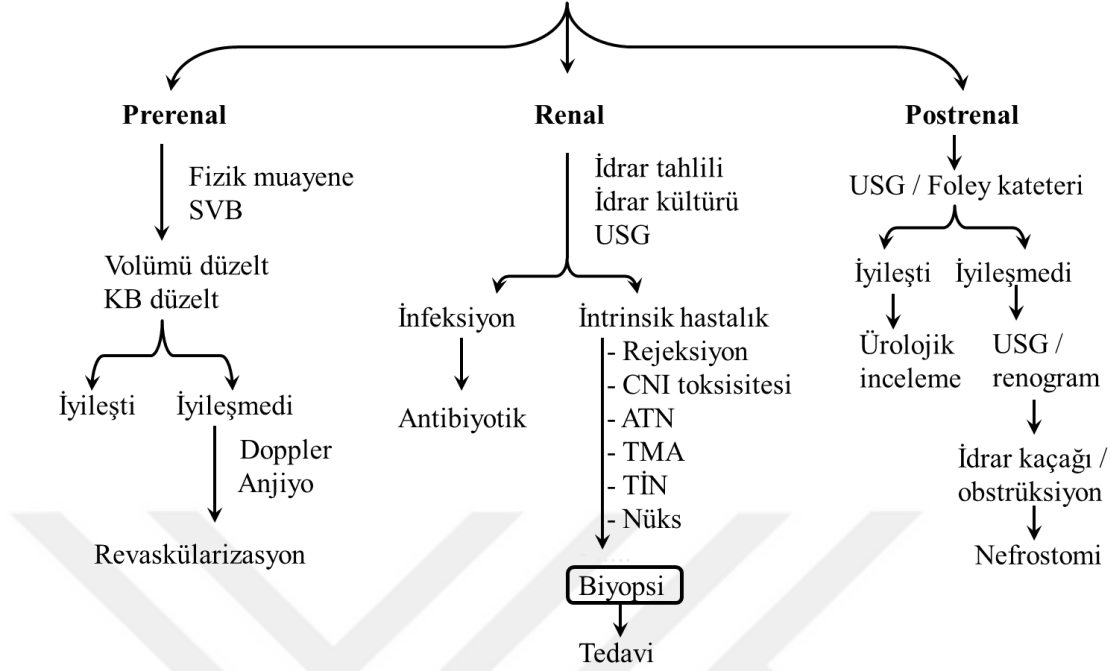 Prerenal
Fizik muayene
SVB
Volümü düzelt
KB düzelt
İyileşti
İyileşmedi
Doppler
Anjiyo
Revaskülarizasyon
Renal
İdrar tahlili
İdrar kültürü
USG
İnfeksiyon
Antibiyotik
İntrinsik hastalık
- Rejeksiyon
- CNI toksisitesi
- ATN
- TMA
- TİN
- Nüks
Biyopsi
Tedavi
Postrenal
USG / Foley kateteri
İyileşti
Ürolojik
inceleme
İyileşmedi
USG /
renogram
İdrar kaçağı /
obstrüksiyon
Nefrostomi